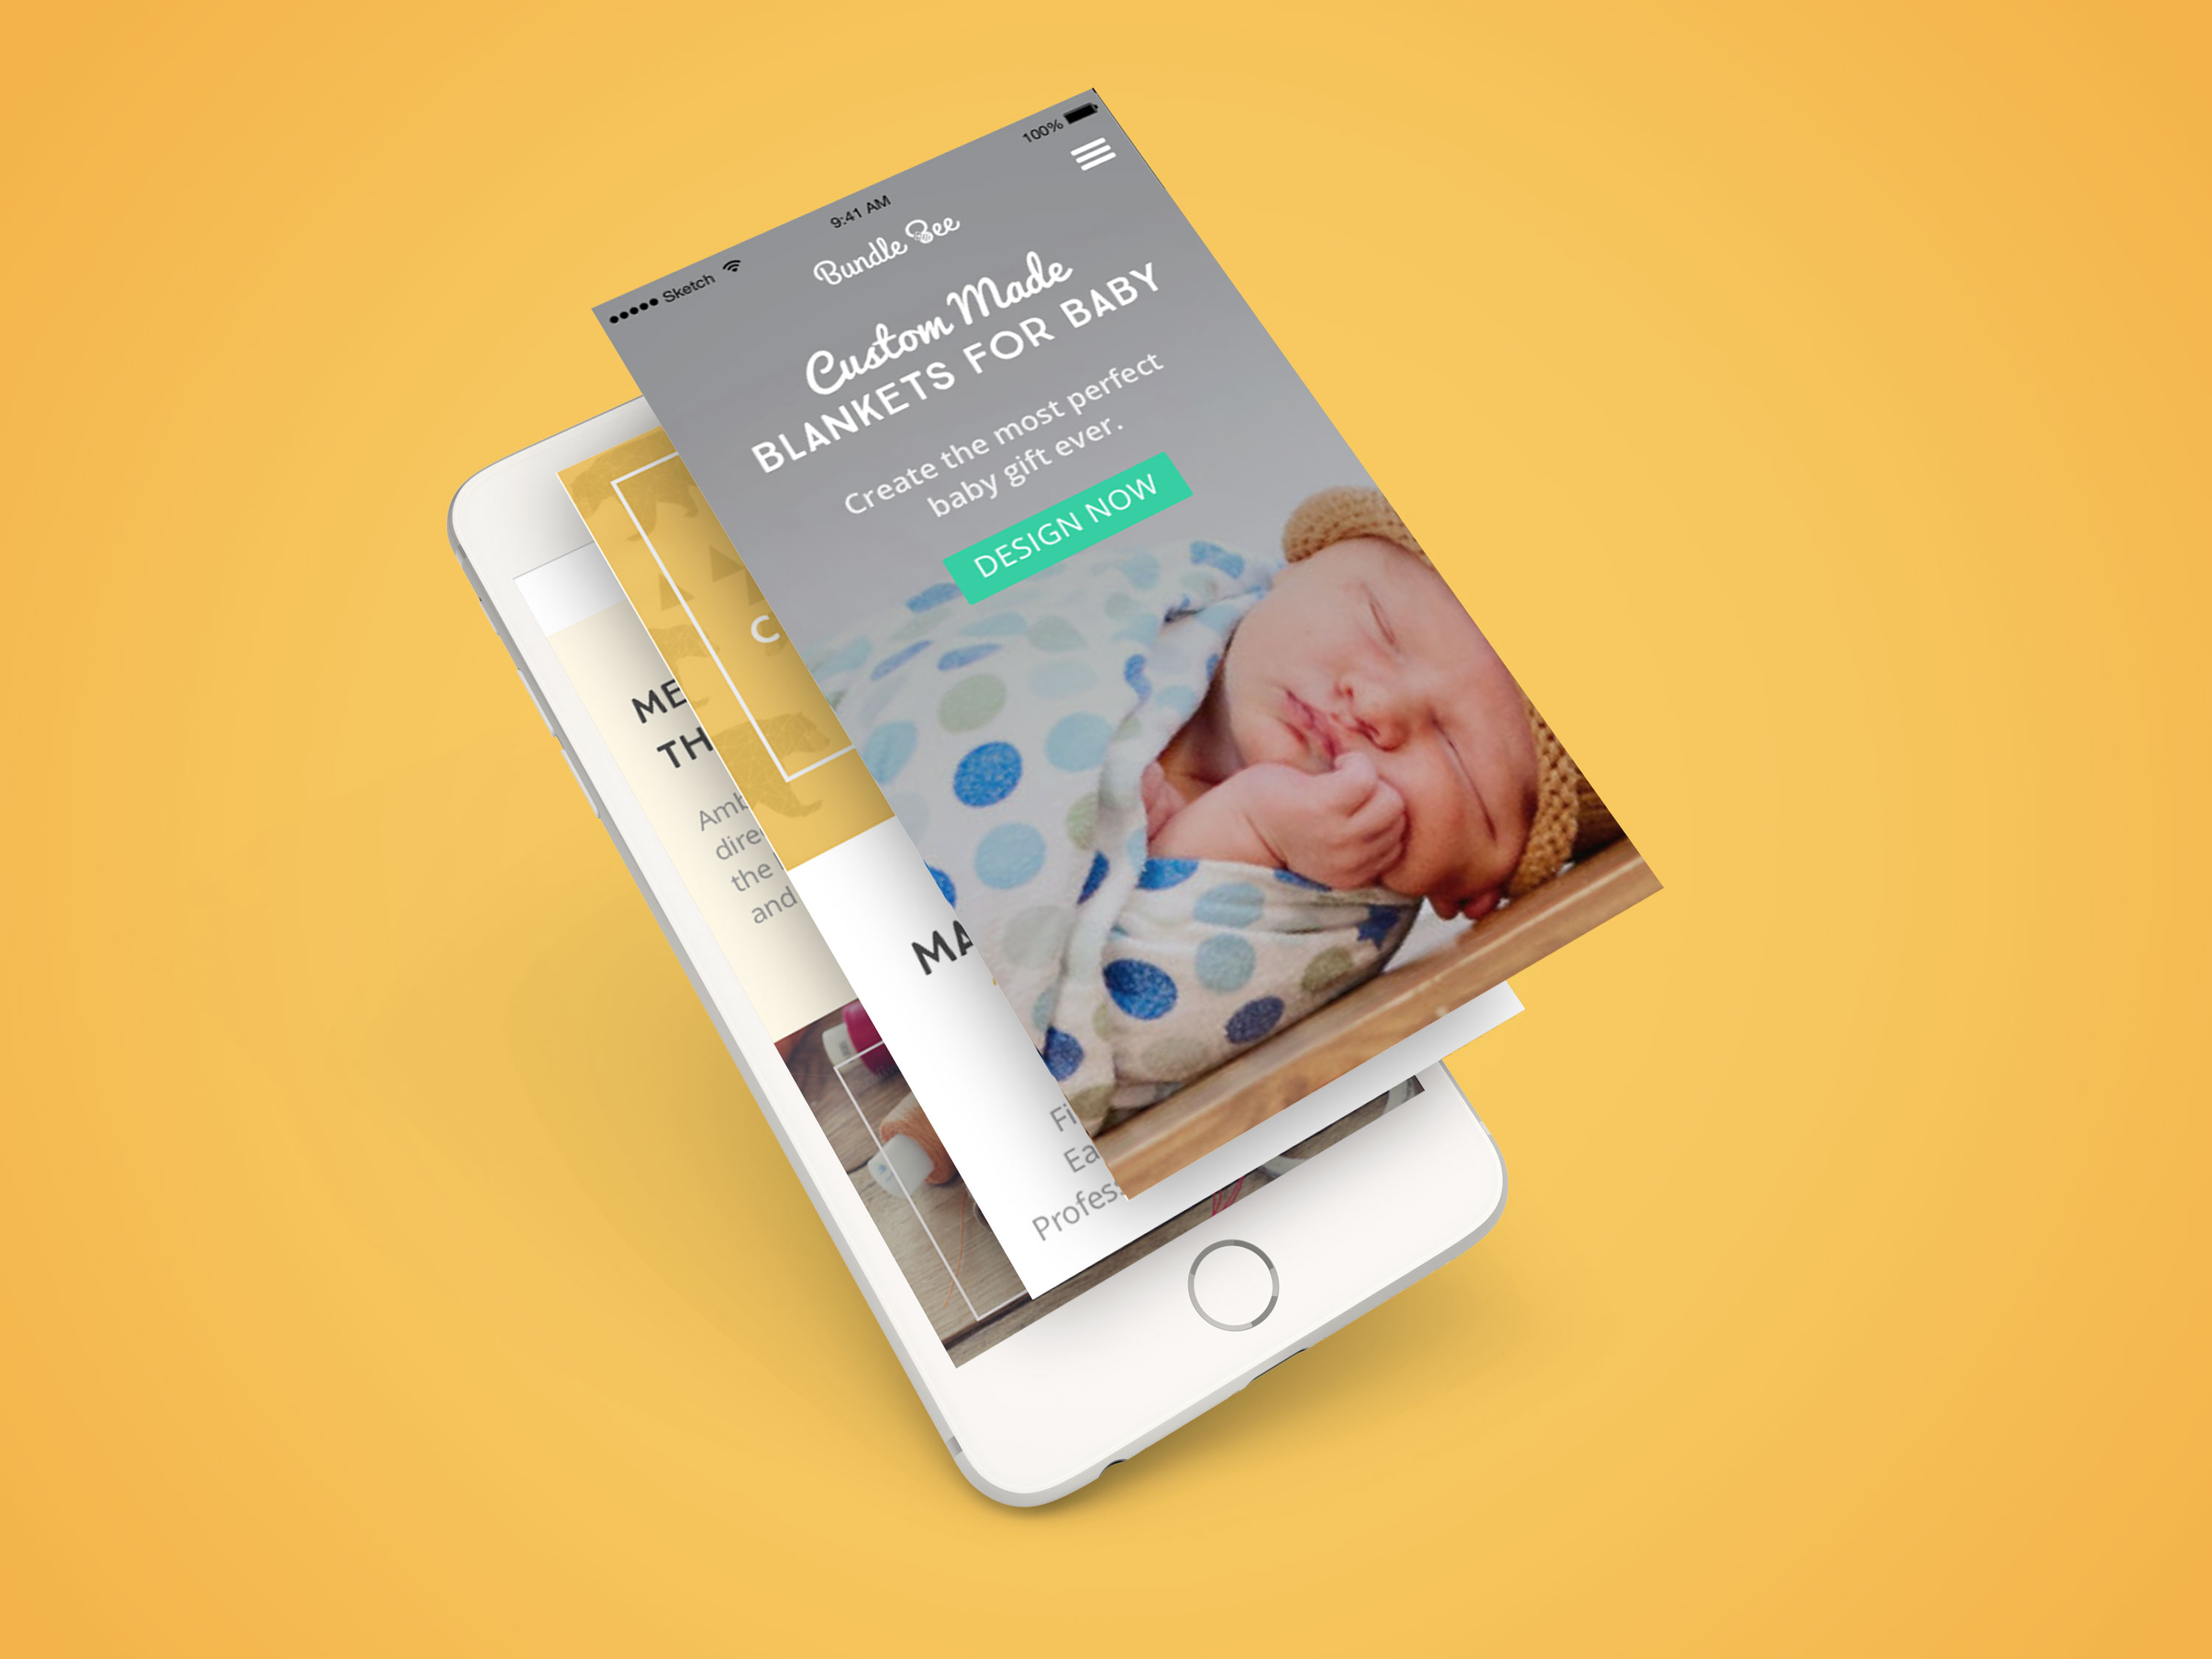 Sketch 9:41 AM 100%
Bundle Bee
Custom Made
BLANKETS FOR BABY
Create the most perfect
baby gift ever.
DESIGN NOW
C
MA
Fi
Ea
Profes
ME
TH
Amb
dire
the
and